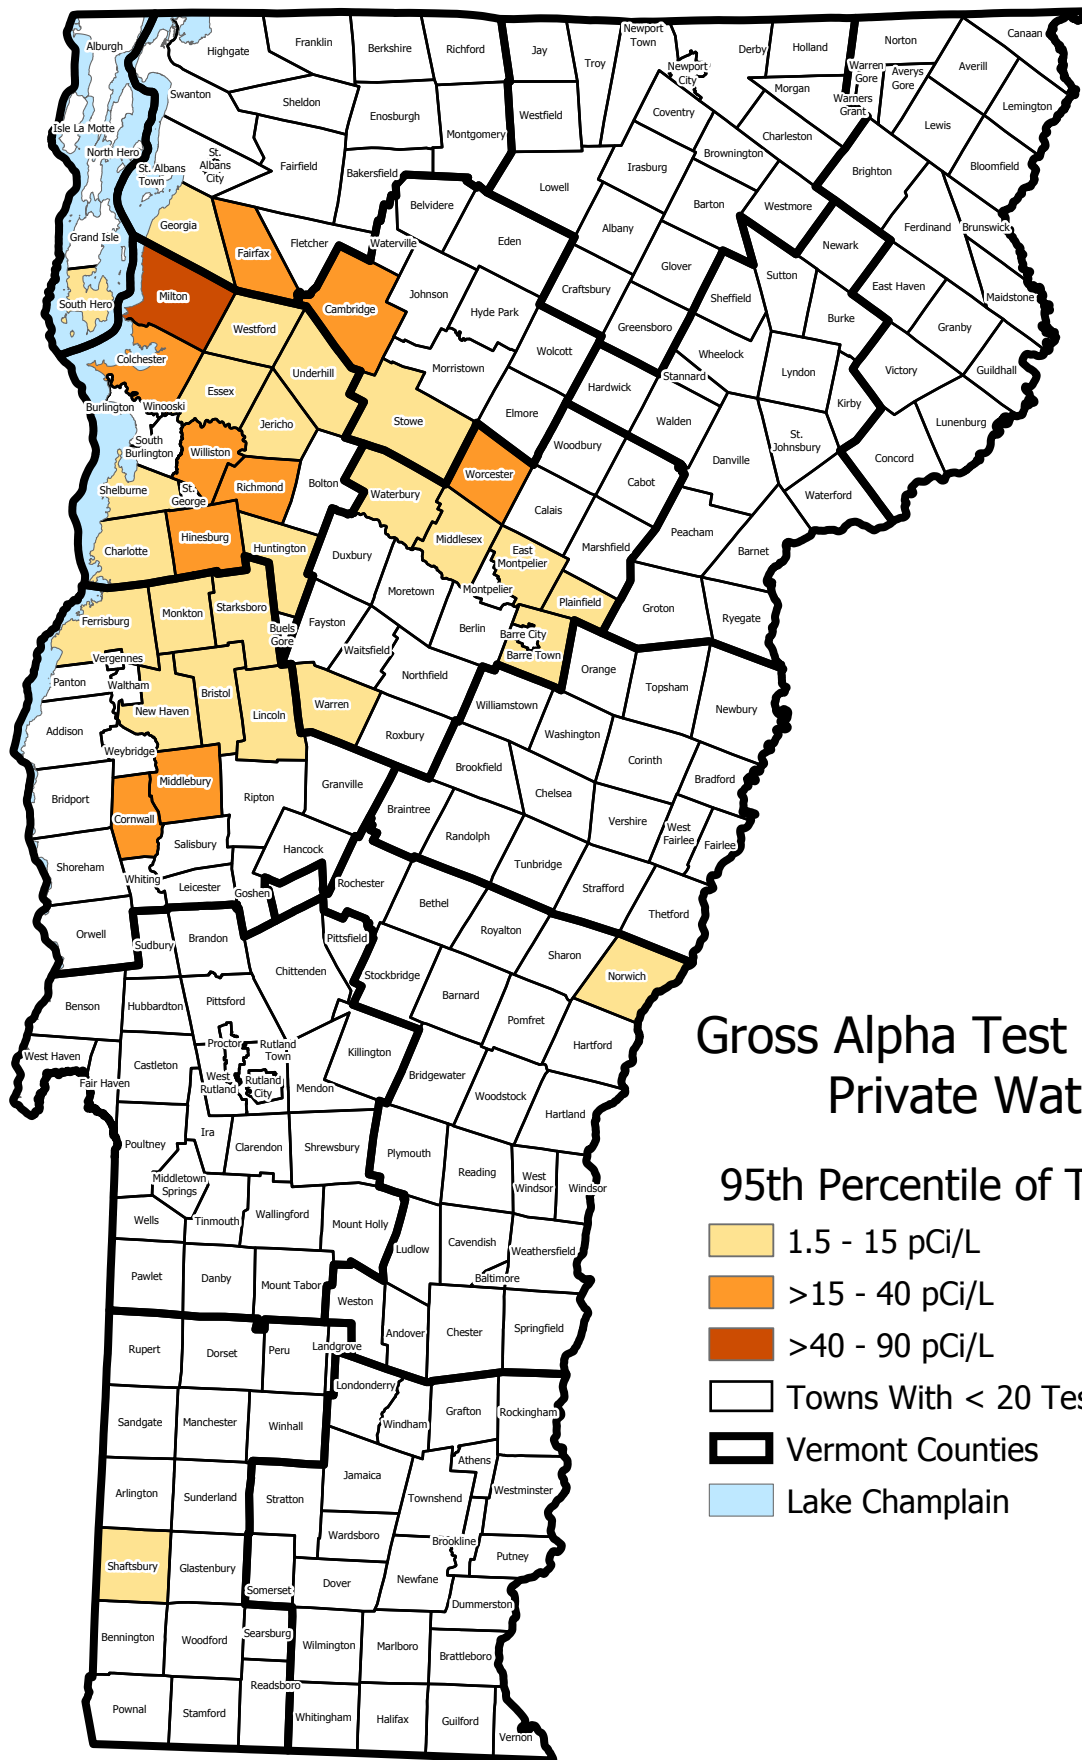 Alburgh
Highgate
Franklin
Berkshire
Richford
Jay
Troy
Newport
Town
Newport
City
Derby
Holland
Norton
Canaan
Warren
Gore
Averys
Gore
Averill
Swanton
Sheldon
Enosburgh
Montgomery
Westfield
Coventry
Morgan
Warners
Grant
Lemington
Lewis
Isle La Motte
North Hero
St. Albans
Town
St.
Albans
City
Fairfield
Bakersfield
Lowell
Irasburg
Brownington
Charleston
Brighton
Bloomfield
Belvidere
Barton
Westmore
Ferdinand
Brunswick
Grand Isle
Georgia
Fairfax
Fletcher
Waterville
Eden
Albany
Glover
Newark
South Hero
Milton
Cambridge
Johnson
Hyde Park
Craftsbury
Greensboro
Sheffield
Sutton
Burke
East Haven
Maidstone
Granby
Westford
Colchester
Underhill
Essex
Morristown
Wolcott
Wheelock
Stannard
Lyndon
Victory
Guildhall
Hardwick
Kirby
Burlington
Winooski
Jericho
Stowe
Elmore
Walden
Lunenburg
South
Burlington
Williston
Woodbury
St.
Johnsbury
Danville
Concord
Shelburne
St.
George
Richmond
Bolton
Waterbury
Worcester
Cabot
Waterford
Calais
Charlotte
Hinesburg
Huntington
Duxbury
Middlesex
East
Montpelier
Marshfield
Peacham
Barnet
Moretown
Montpelier
Plainfield
Groton
Ryegate
Ferrisburg
Monkton
Starksboro
Buels
Gore
Fayston
Waitsfield
Berlin
Barre City
Barre Town
Vergennes
Panton
Waltham
New Haven
Bristol
Lincoln
Warren
Northfield
Orange
Topsham
Newbury
Addison
Weybridge
Roxbury
Williamstown
Washington
Corinth
Bridport
Middlebury
Ripton
Granville
Brookfield
Chelsea
Bradford
Cornwall
Braintree
Vershire
West
Fairlee
Fairlee
Shoreham
Salisbury
Hancock
Randolph
Tunbridge
Whiting
Leicester
Goshen
Rochester
Bethel
Strafford
Thetford
Orwell
Sudbury
Brandon
Pittsfield
Royalton
Sharon
Norwich
Chittenden
Stockbridge
Benson
Hubbardton
Pittsford
Barnard
Pomfret
Hartford
West Haven
Proctor
Rutland
Town
Killington
Bridgewater
Castleton
Fair Haven
West
Rutland
Rutland
City
Mendon
Woodstock
Hartland
Gross Alpha Test
Private Wat
Poultney
Ira
Clarendon
Shrewsbury
Plymouth
Reading
West
Windsor
Windsor
Middletown
Springs
Wells
Tinmouth
Wallingford
Mount Holly
Ludlow
Cavendish
Weathersfield
Baltimore
Pawlet
Danby
Mount Tabor
Weston
Andover
Chester
Springfield
Rupert
Dorset
Peru
Landgrove
Londonderry
Windham
Grafton
Rockingham
Sandgate
Manchester
Winhall
Athens
Arlington
Sunderland
Stratton
Jamaica
Townshend
Westminster
Wardsboro
Brookline
Putney
Shaftsbury
Glastenbury
Somerset
Dover
Newfane
Dummerston
Bennington
Woodford
Searsburg
Wilmington
Marlboro
Brattleboro
Pownal
Stamford
Readsboro
Whitingham
Halifax
Guilford
Vernon
95th Percentile of T
1.5 - 15 pCi/L
>15 - 40 pCi/L
>40 - 90 pCi/L
Towns With < 20 Tes
Vermont Counties
Lake Champlain